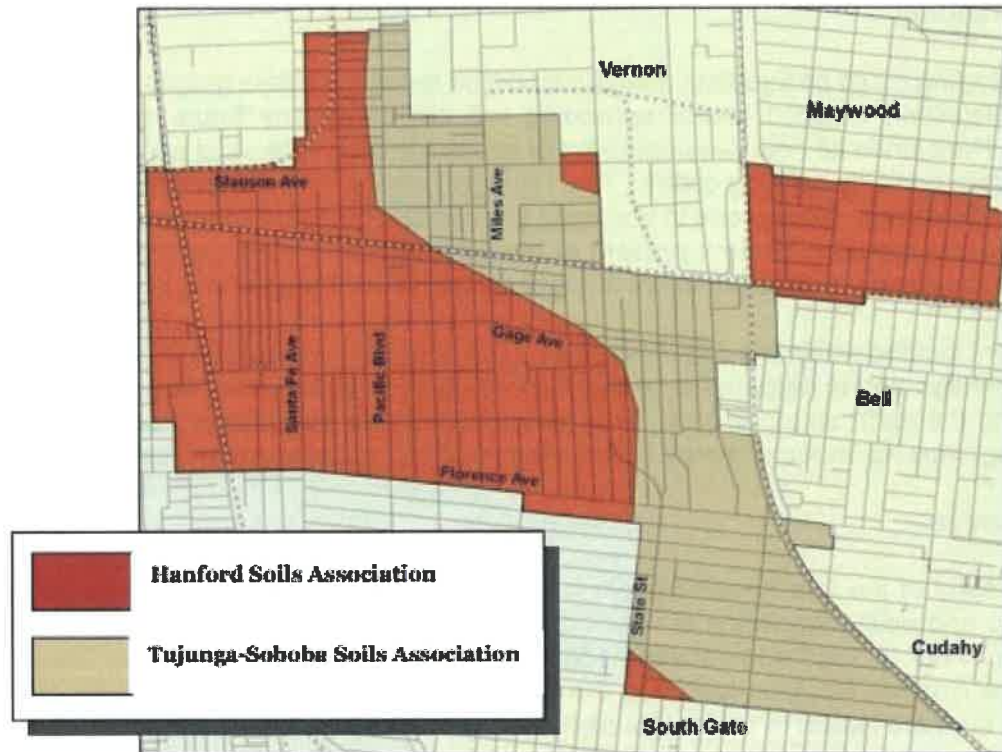 Vernon
Maywood
Slauson Ave
Miles Ave
Gage Ave
Santa Fe Ave
Pacific Blvd
Bell
Florence Ave
Hanford Soils Association
State St
Tujunga-Soboba Soils Association
Cudahy
South Gate